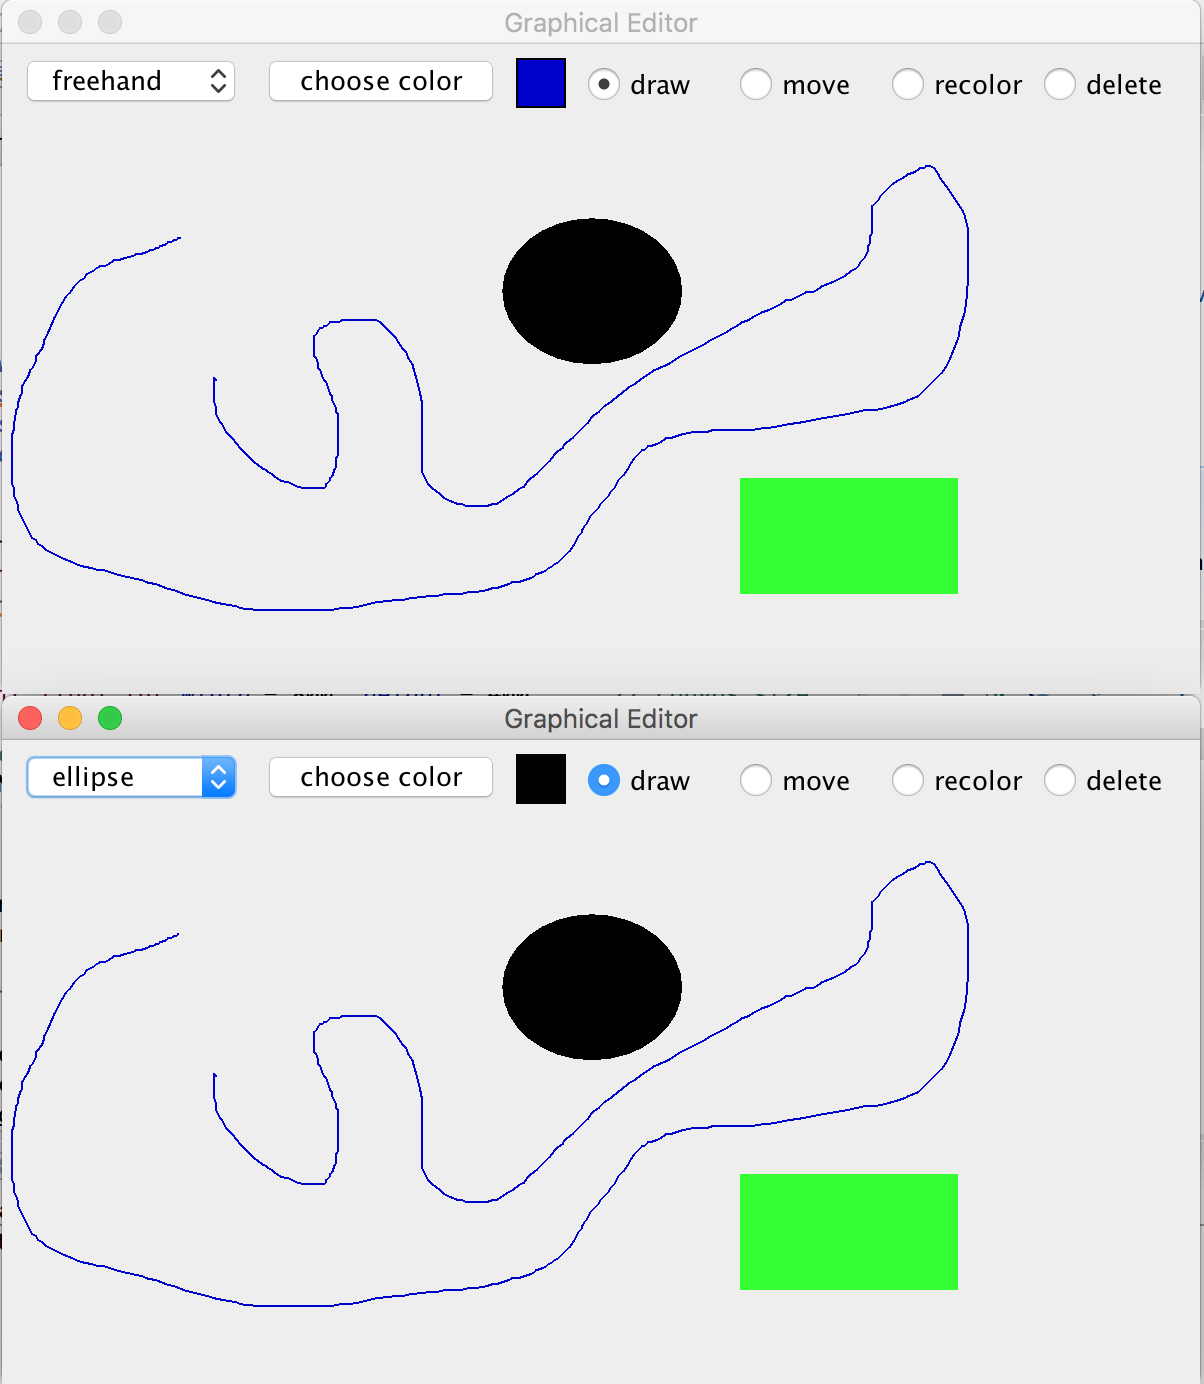 Graphical Editor
freehand choose color draw move recolor delete
Graphical Editor
ellipse choose color draw move recolor delete